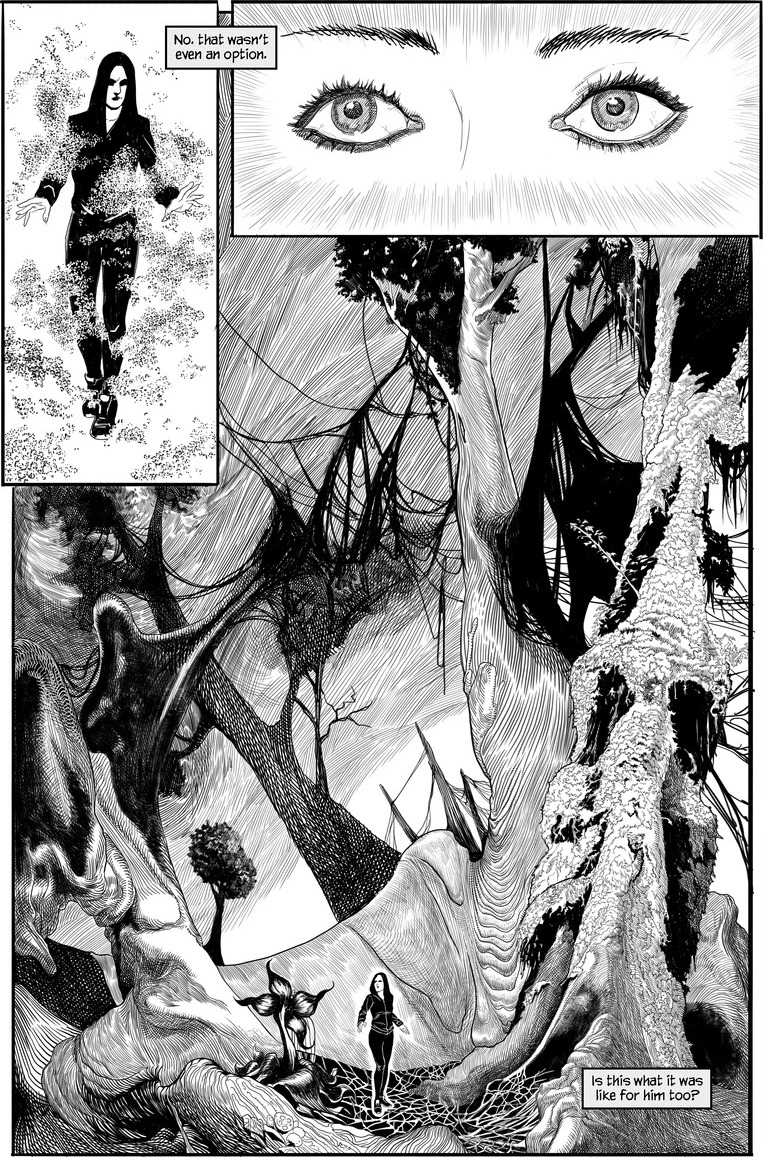 No. that wasn't
even an option.
Is this what it was
like for him too?